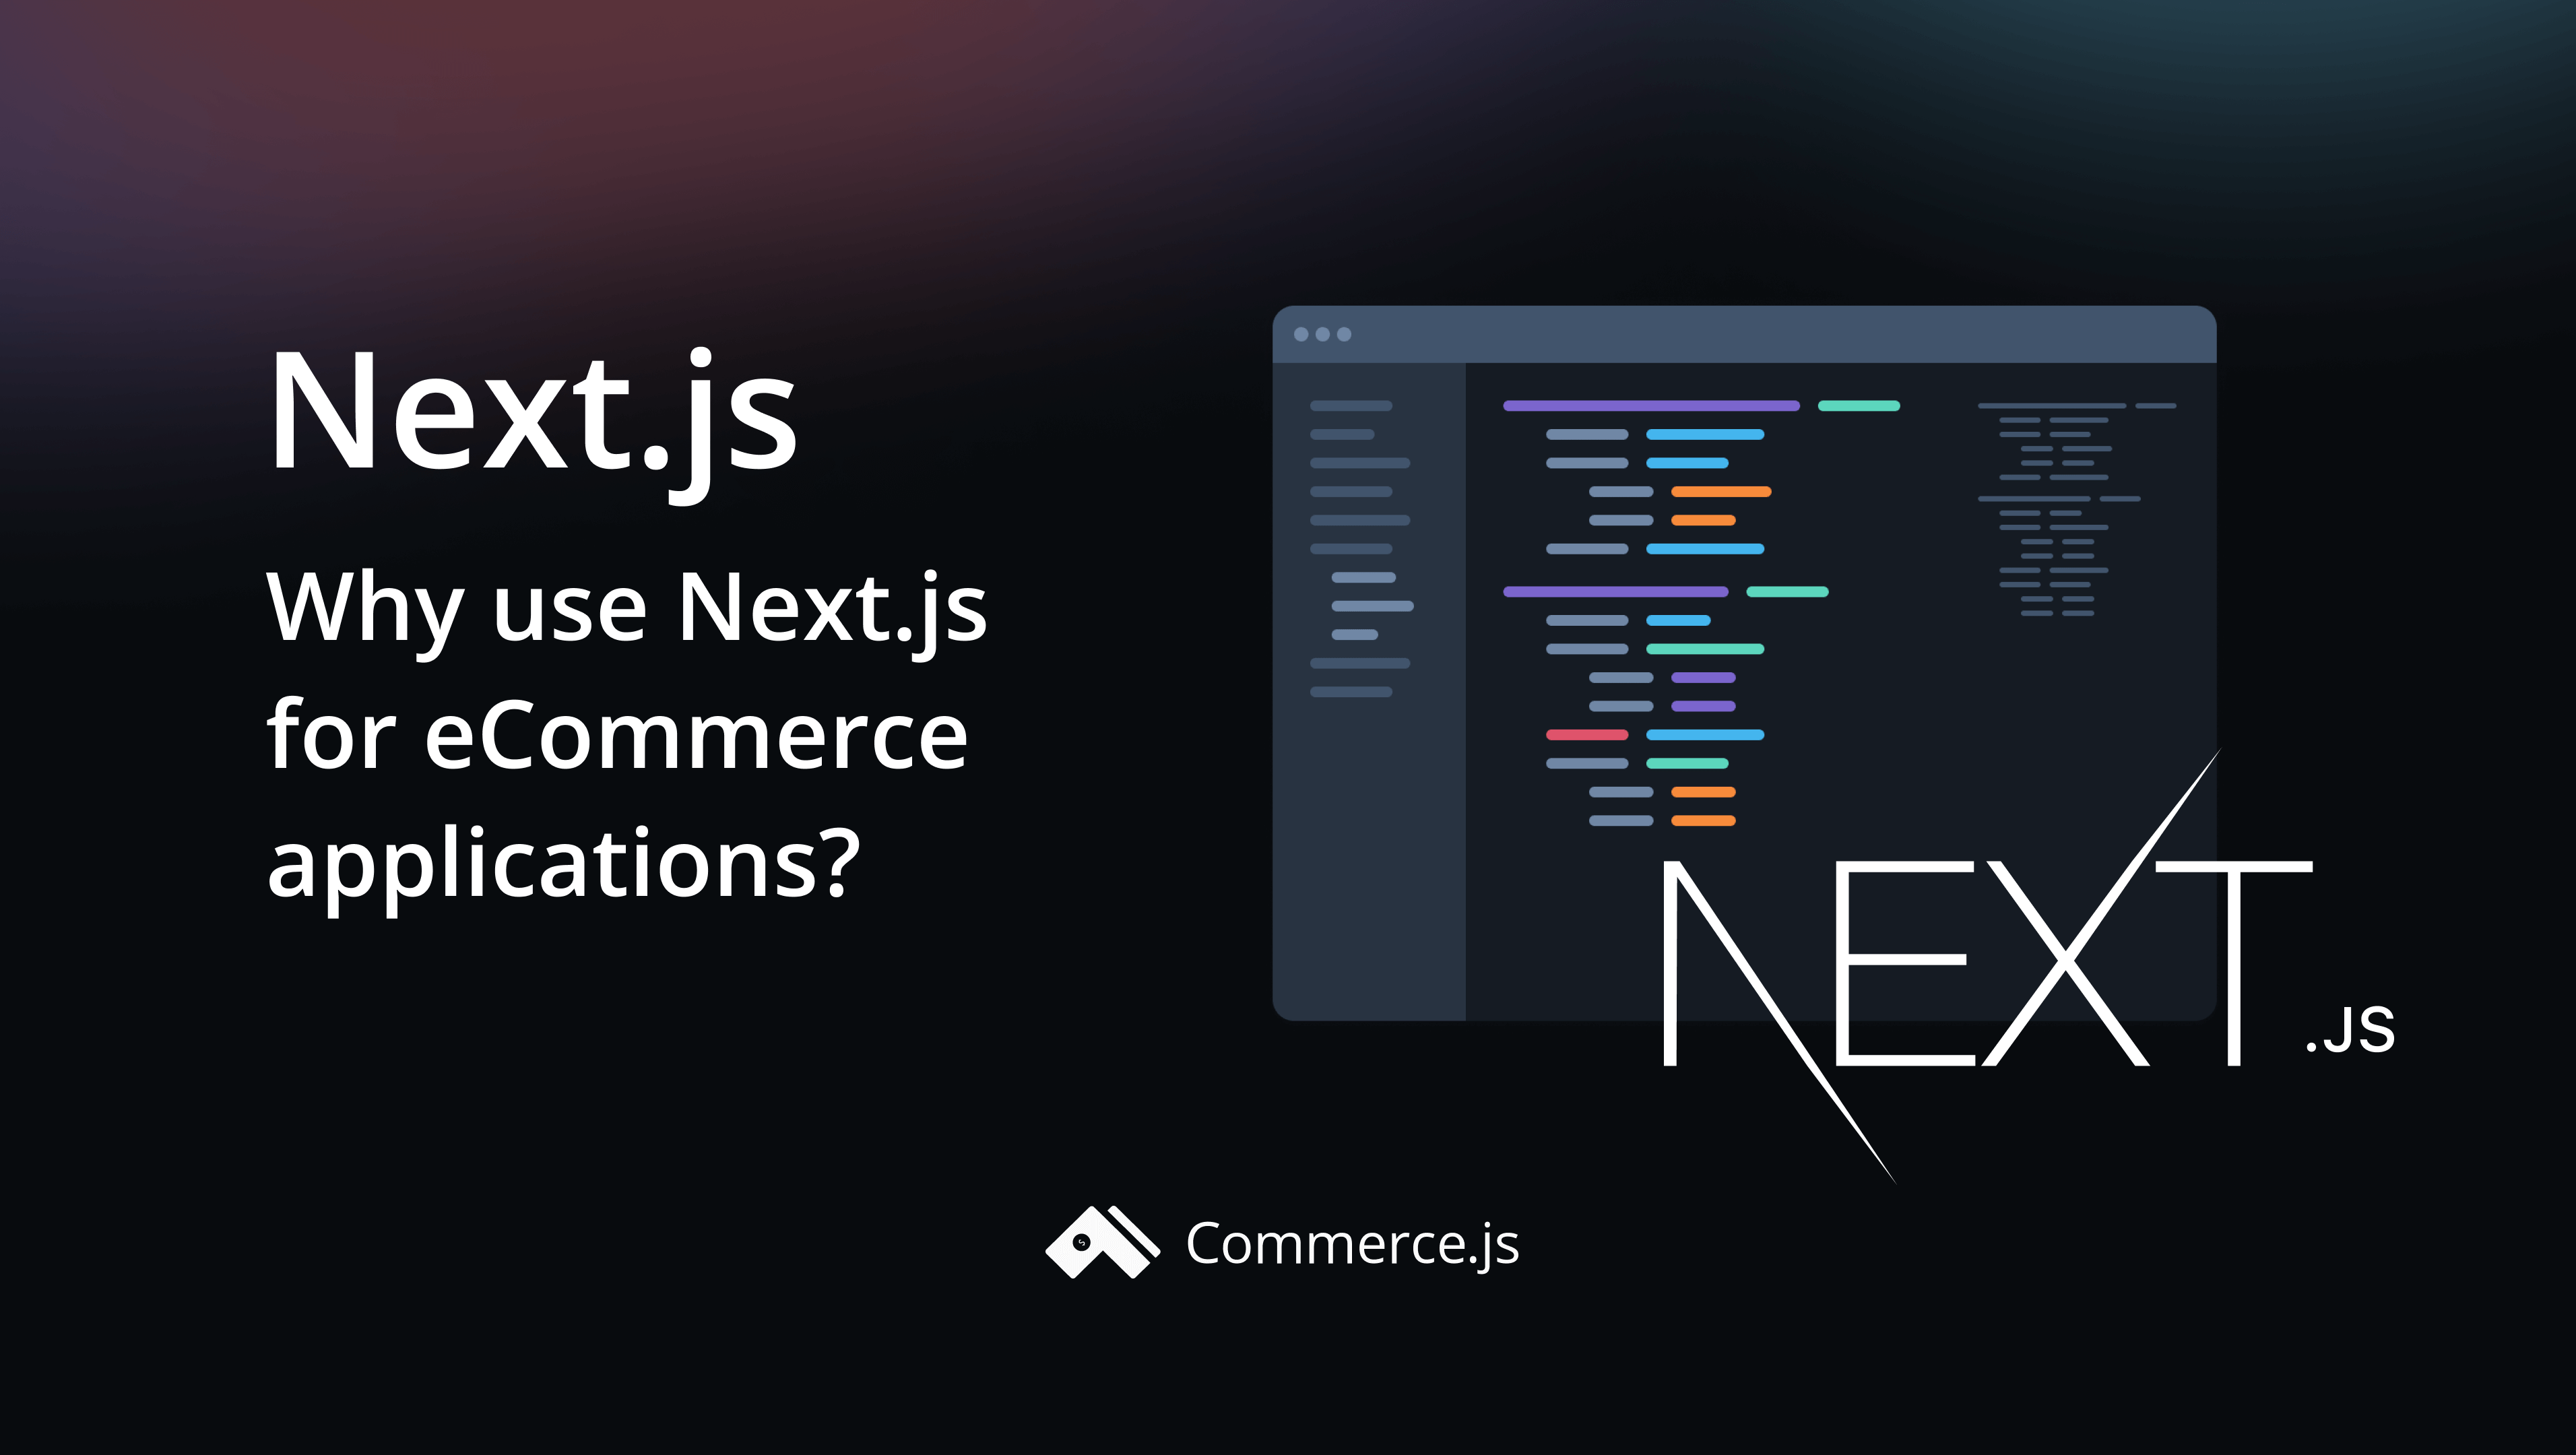 Next.js
Why use Next.js
for eCommerce
applications?
NEXT.JS
Commerce.js